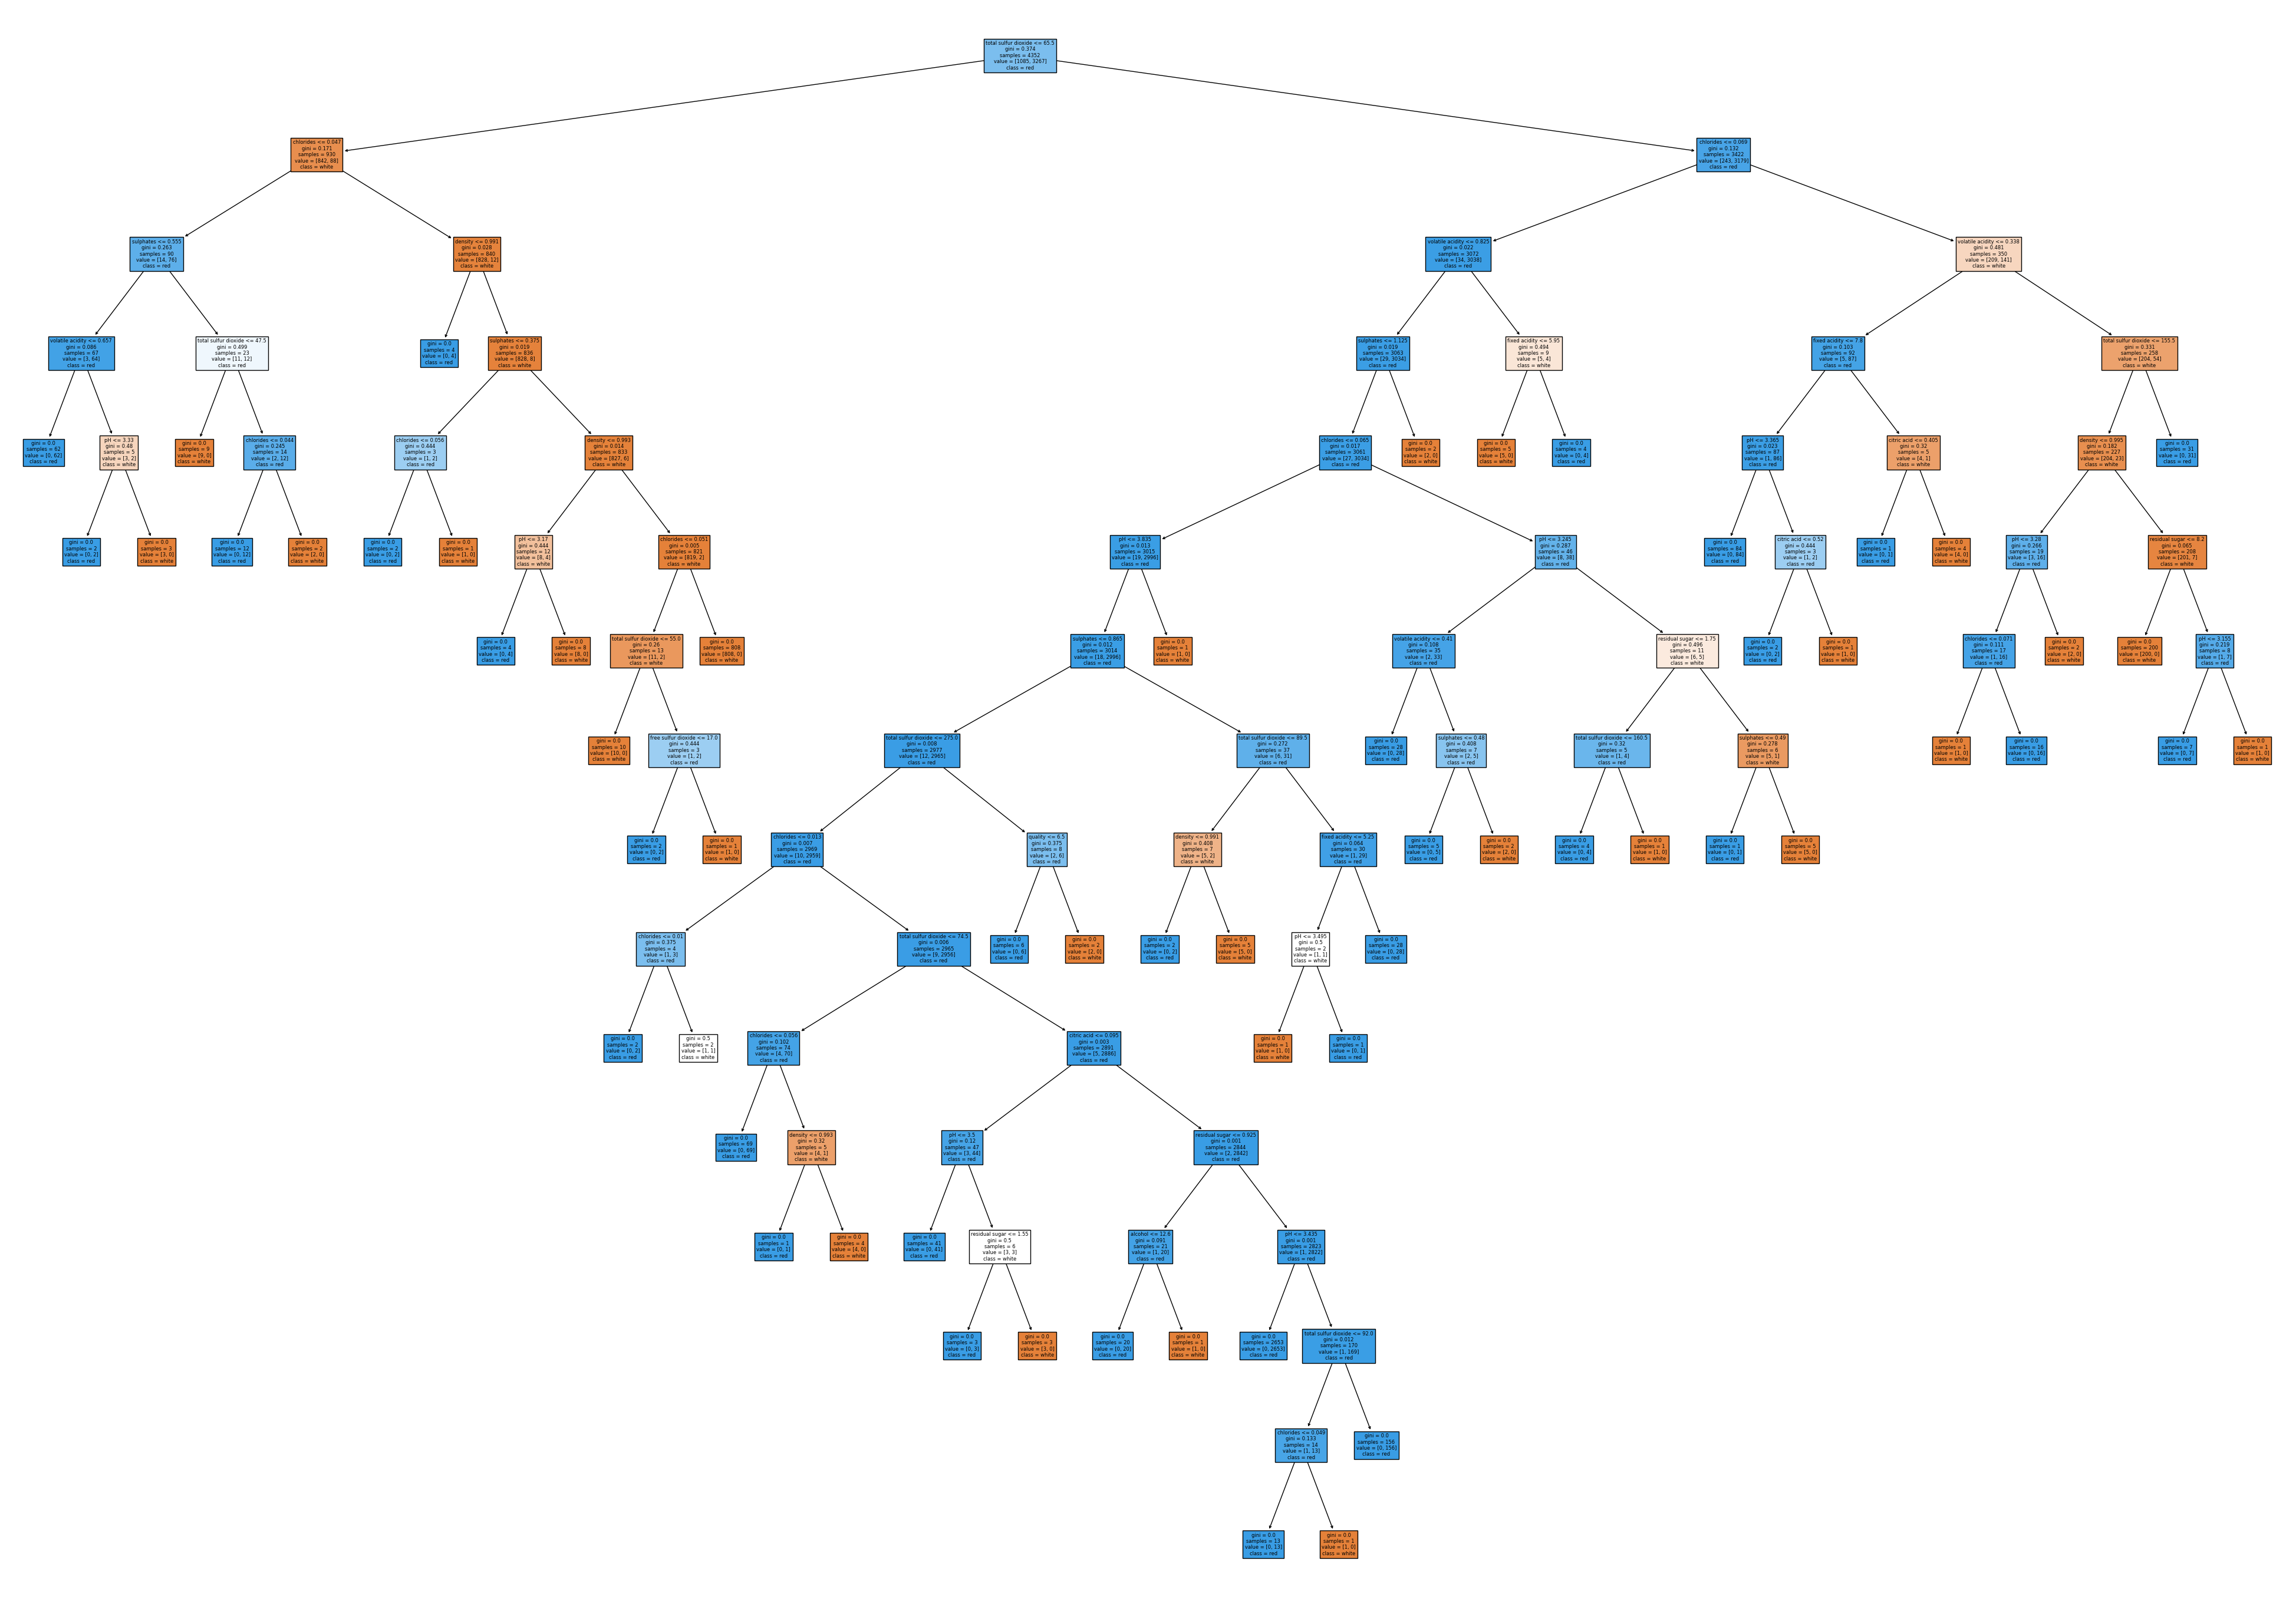 total sulfur dioxide <= 65.5
gini = 0.374
samples = 4352
value = [1085, 3267]
class = red
chlorides <= 0.047
gini = 0.171
samples = 930
value = [842, 88]
class = white
chlorides <= 0.069
gini = 0.132
samples = 3422
value = [243, 3179]
class = red
sulphates <= 0.555
gini = 0.263
samples = 90
value = [14, 76]
class = red
density <= 0.991
gini = 0.028
samples = 840
value = [828, 12]
class = white
volatile acidity <= 0.825
gini = 0.022
samples = 3072
value = [34, 3038]
class = red
volatile acidity <= 0.338
gini = 0.481
samples = 350
value = [209, 141]
class = white
volatile acidity <= 0.657
gini = 0.086
samples = 67
value = [3, 64]
class = red
total sulfur dioxide <= 47.5
gini = 0.499
samples = 23
value = [11, 12]
class = red
gini = 0.0
samples = 4
value = [0, 4]
class = red
sulphates <= 0.375
gini = 0.019
samples = 836
value = [828, 8]
class = white
sulphates <= 1.125
gini = 0.019
samples = 3063
value = [29, 3034]
class = red
fixed acidity <= 5.95
gini = 0.494
samples = 9
value = [5, 4]
class = white
fixed acidity <= 7.8
gini = 0.103
samples = 92
value = [5, 87]
class = red
total sulfur dioxide <= 155.5
gini = 0.331
samples = 258
value = [204, 54]
class = white
gini = 0.0
samples = 62
value = [0, 62]
class = red
pH <= 3.33
gini = 0.48
samples = 5
value = [3, 2]
class = white
gini = 0.0
samples = 9
value = [9, 0]
class = white
chlorides <= 0.044
gini = 0.245
samples = 14
value = [2, 12]
class = red
chlorides <= 0.056
gini = 0.444
samples = 3
value = [1, 2]
class = red
density <= 0.993
gini = 0.014
samples = 833
value = [827, 6]
class = white
chlorides <= 0.065
gini = 0.017
samples = 3061
value = [27, 3034]
class = red
gini = 0.0
samples = 2
value = [2, 0]
class = white
gini = 0.0
samples = 5
value = [5, 0]
class = white
gini = 0.0
samples = 4
value = [0, 4]
class = red
pH <= 3.365
gini = 0.023
samples = 87
value = [1, 86]
class = red
citric acid <= 0.405
gini = 0.32
samples = 5
value = [4, 1]
class = white
density <= 0.995
gini = 0.182
samples = 227
value = [204, 23]
class = white
gini = 0.0
samples = 31
value = [0, 31]
class = red
gini = 0.0
samples = 2
value = [0, 2]
class = red
gini = 0.0
samples = 3
value = [3, 0]
class = white
gini = 0.0
samples = 12
value = [0, 12]
class = red
gini = 0.0
samples = 2
value = [2, 0]
class = white
gini = 0.0
samples = 2
value = [0, 2]
class = red
gini = 0.0
samples = 1
value = [1, 0]
class = white
pH <= 3.17
gini = 0.444
samples = 12
value = [8, 4]
class = white
chlorides <= 0.051
gini = 0.005
samples = 821
value = [819, 2]
class = white
pH <= 3.835
gini = 0.013
samples = 3015
value = [19, 2996]
class = red
pH <= 3.245
gini = 0.287
samples = 46
value = [8, 38]
class = red
gini = 0.0
samples = 84
value = [0, 84]
class = red
citric acid <= 0.52
gini = 0.444
samples = 3
value = [1, 2]
class = red
gini = 0.0
samples = 1
value = [0, 1]
class = red
gini = 0.0
samples = 4
value = [4, 0]
class = white
pH <= 3.28
gini = 0.266
samples = 19
value = [3, 16]
class = red
residual sugar <= 8.2
gini = 0.065
samples = 208
value = [201, 7]
class = white
gini = 0.0
samples = 4
value = [0, 4]
class = red
gini = 0.0
samples = 8
value = [8, 0]
class = white
total sulfur dioxide <= 55.0
gini = 0.26
samples = 13
value = [11, 2]
class = white
gini = 0.0
samples = 808
value = [808, 0]
class = white
sulphates <= 0.865
gini = 0.012
samples = 3014
value = [18, 2996]
class = red
gini = 0.0
samples = 1
value = [1, 0]
class = white
volatile acidity <= 0.41
gini = 0.108
samples = 35
value = [2, 33]
class = red
residual sugar <= 1.75
gini = 0.496
samples = 11
value = [6, 5]
class = white
gini = 0.0
samples = 2
value = [0, 2]
class = red
gini = 0.0
samples = 1
value = [1, 0]
class = white
chlorides <= 0.071
gini = 0.111
samples = 17
value = [1, 16]
class = red
gini = 0.0
samples = 2
value = [2, 0]
class = white
gini = 0.0
samples = 200
value = [200, 0]
class = white
pH <= 3.155
gini = 0.219
samples = 8
value = [1, 7]
class = red
gini = 0.0
samples = 10
value = [10, 0]
class = white
free sulfur dioxide <= 17.0
gini = 0.444
samples = 3
value = [1, 2]
class = red
total sulfur dioxide <= 275.0
gini = 0.008
samples = 2977
value = [12, 2965]
class = red
total sulfur dioxide <= 89.5
gini = 0.272
samples = 37
value = [6, 31]
class = red
gini = 0.0
samples = 28
value = [0, 28]
class = red
sulphates <= 0.48
gini = 0.408
samples = 7
value = [2, 5]
class = red
total sulfur dioxide <= 160.5
gini = 0.32
samples = 5
value = [1, 4]
class = red
sulphates <= 0.49
gini = 0.278
samples = 6
value = [5, 1]
class = white
gini = 0.0
samples = 1
value = [1, 0]
class = white
gini = 0.0
samples = 16
value = [0, 16]
class = red
gini = 0.0
samples = 7
value = [0, 7]
class = red
gini = 0.0
samples = 1
value = [1, 0]
class = white
gini = 0.0
samples = 2
value = [0, 2]
class = red
gini = 0.0
samples = 1
value = [1, 0]
class = white
chlorides <= 0.013
gini = 0.007
samples = 2969
value = [10, 2959]
class = red
quality <= 6.5
gini = 0.375
samples = 8
value = [2, 6]
class = red
density <= 0.991
gini = 0.408
samples = 7
value = [5, 2]
class = white
fixed acidity <= 5.25
gini = 0.064
samples = 30
value = [1, 29]
class = red
gini = 0.0
samples = 5
value = [0, 5]
class = red
gini = 0.0
samples = 2
value = [2, 0]
class = white
gini = 0.0
samples = 4
value = [0, 4]
class = red
gini = 0.0
samples = 1
value = [1, 0]
class = white
gini = 0.0
samples = 1
value = [0, 1]
class = red
gini = 0.0
samples = 5
value = [5, 0]
class = white
chlorides <= 0.01
gini = 0.375
samples = 4
value = [1, 3]
class = red
total sulfur dioxide <= 74.5
gini = 0.006
samples = 2965
value = [9, 2956]
class = red
gini = 0.0
samples = 6
value = [0, 6]
class = red
gini = 0.0
samples = 2
value = [2, 0]
class = white
gini = 0.0
samples = 2
value = [0, 2]
class = red
gini = 0.0
samples = 5
value = [5, 0]
class = white
pH <= 3.495
gini = 0.5
samples = 2
value = [1, 1]
class = white
gini = 0.0
samples = 28
value = [0, 28]
class = red
gini = 0.0
samples = 2
value = [0, 2]
class = red
gini = 0.5
samples = 2
value = [1, 1]
class = white
chlorides <= 0.056
gini = 0.102
samples = 74
value = [4, 70]
class = red
citric acid <= 0.095
gini = 0.003
samples = 2891
value = [5, 2886]
class = red
gini = 0.0
samples = 1
value = [1, 0]
class = white
gini = 0.0
samples = 1
value = [0, 1]
class = red
gini = 0.0
samples = 69
value = [0, 69]
class = red
density <= 0.993
gini = 0.32
samples = 5
value = [4, 1]
class = white
pH <= 3.5
gini = 0.12
samples = 47
value = [3, 44]
class = red
residual sugar <= 0.925
gini = 0.001
samples = 2844
value = [2, 2842]
class = red
gini = 0.0
samples = 1
value = [0, 1]
class = red
gini = 0.0
samples = 4
value = [4, 0]
class = white
gini = 0.0
samples = 41
value = [0, 41]
class = red
residual sugar <= 1.55
gini = 0.5
samples = 6
value = [3, 3]
class = white
alcohol <= 12.6
gini = 0.091
samples = 21
value = [1, 20]
class = red
pH <= 3.435
gini = 0.001
samples = 2823
value = [1, 2822]
class = red
gini = 0.0
samples = 3
value = [0, 3]
class = red
gini = 0.0
samples = 3
value = [3, 0]
class = white
gini = 0.0
samples = 20
value = [0, 20]
class = red
gini = 0.0
samples = 1
value = [1, 0]
class = white
gini = 0.0
samples = 2653
value = [0, 2653]
class = red
total sulfur dioxide <= 92.0
gini = 0.012
samples = 170
value = [1, 169]
class = red
chlorides <= 0.049
gini = 0.133
samples = 14
value = [1, 13]
class = red
gini = 0.0
samples = 156
value = [0, 156]
class = red
gini = 0.0
samples = 13
value = [0, 13]
class = red
gini = 0.0
samples = 1
value = [1, 0]
class = white